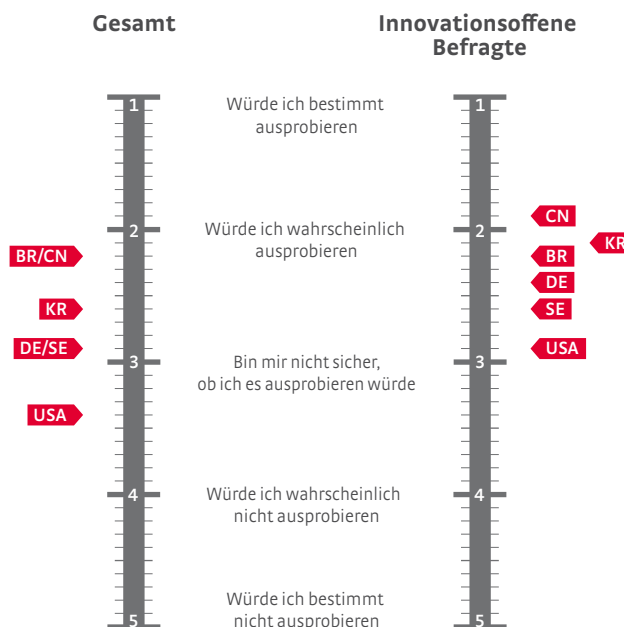 Gesamt
Innovationsoffene
Befragte
1
Würde ich bestimmt
ausprobieren
1
CN
2
Würde ich wahrscheinlich
ausprobieren
2
KR
BR/CN
BR
DE
KR
SE
DE/SE
USA
3
Bin mir nicht sicher,
ob ich es ausprobieren würde
3
USA
4
Würde ich wahrscheinlich
nicht ausprobieren
4
5
Würde ich bestimmt
nicht ausprobieren
5